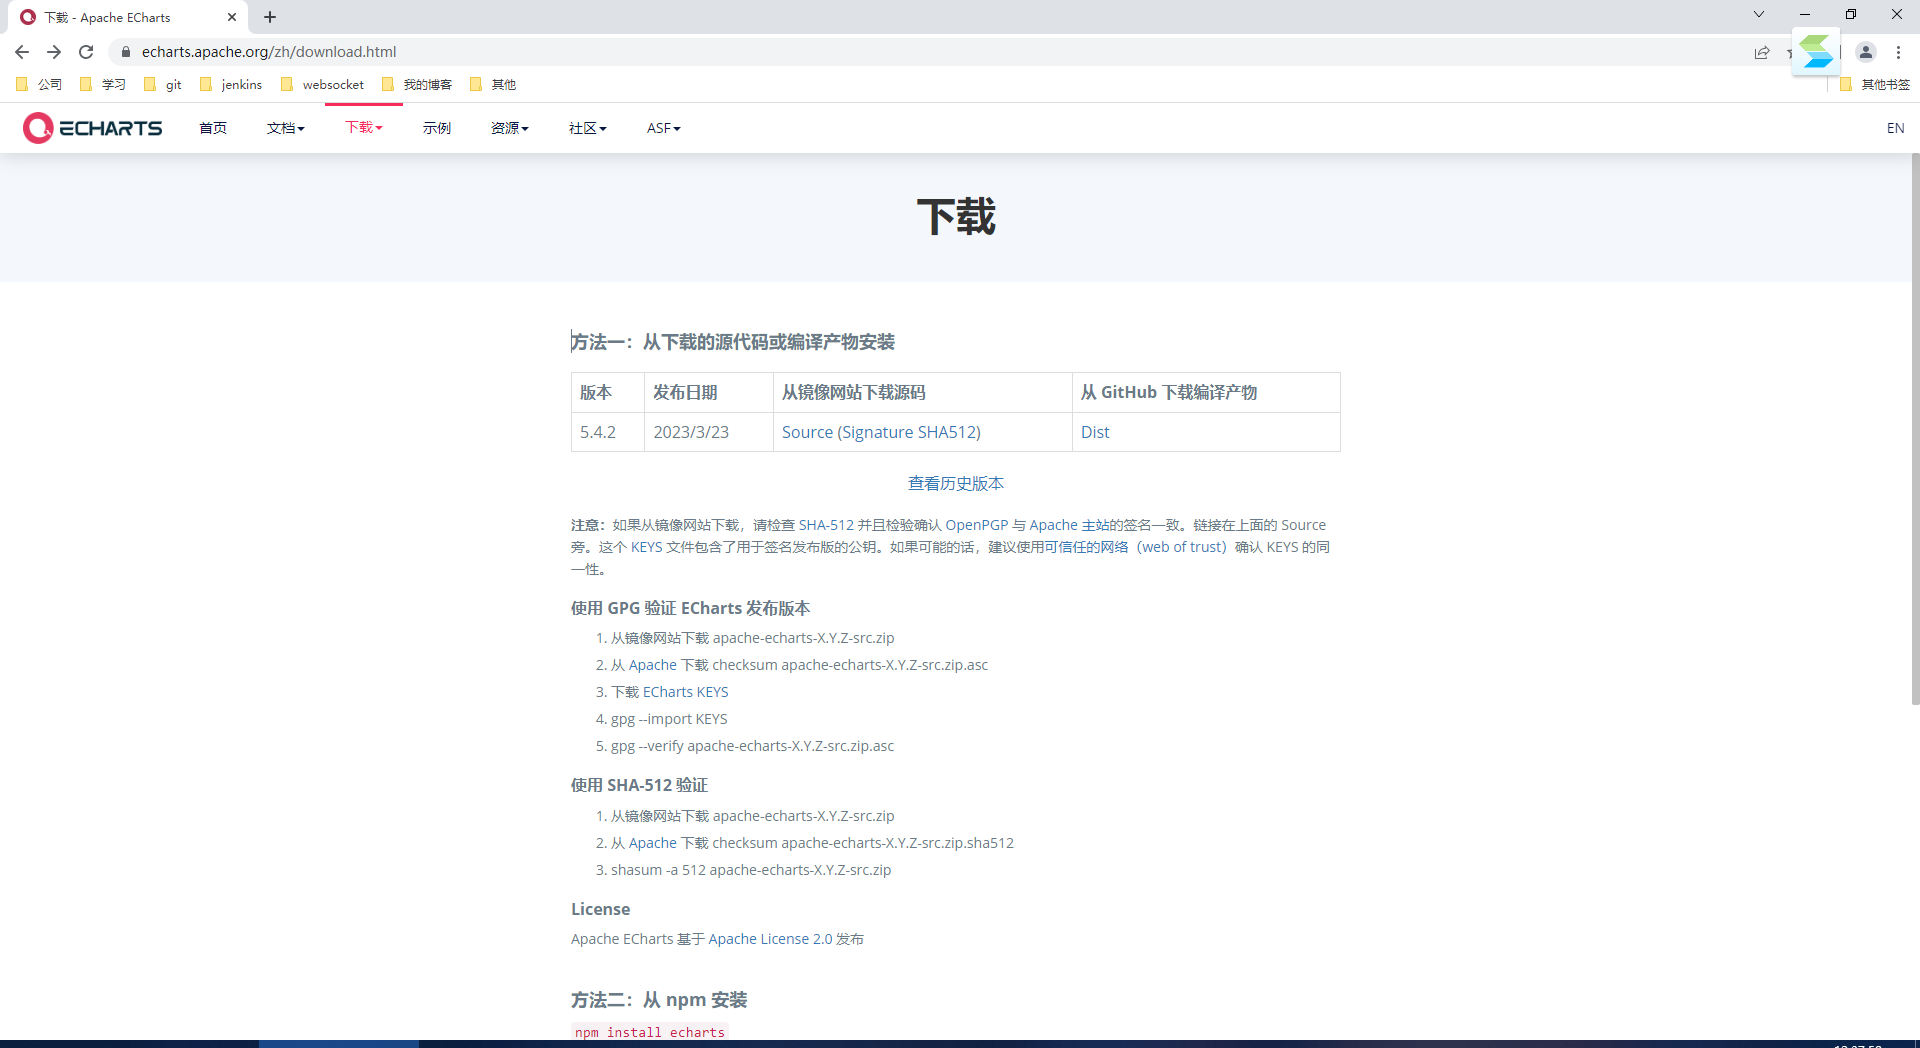 下载 - Apache ECharts
echarts.apache.org/zh/download.html
公司 学习 git jenkins websocket 我的博客 其他 其他书签
ECHARTS 首页 文档 下载 示例 资源 社区 ASF EN
下载
方法一：从下载的源代码或编译产物安装
版本 发布日期 从镜像网站下载源码 从 GitHub 下载编译产物
5.4.2 2023/3/23 Source (Signature SHA512) Dist
查看历史版本
注意：如果从镜像网站下载，请检查 SHA-512 并且检验确认 OpenPGP 与 Apache 主站的签名一致。链接在上面的 Source
旁。这个 KEYS 文件包含了用于签名发布版的公钥。如果可能的话，建议使用可信任的网络（web of trust）确认 KEYS 的同
一性。
使用 GPG 验证 ECharts 发布版本
1. 从镜像网站下载 apache-echarts-X.Y.Z-src.zip
2. 从 Apache 下载 checksum apache-echarts-X.Y.Z-src.zip.asc
3. 下载 ECharts KEYS
4. gpg --import KEYS
5. gpg --verify apache-echarts-X.Y.Z-src.zip.asc
使用 SHA-512 验证
1. 从镜像网站下载 apache-echarts-X.Y.Z-src.zip
2. 从 Apache 下载 checksum apache-echarts-X.Y.Z-src.zip.sha512
3. shasum -a 512 apache-echarts-X.Y.Z-src.zip
License
Apache ECharts 基于 Apache License 2.0 发布
方法二：从 npm 安装
npm install echarts